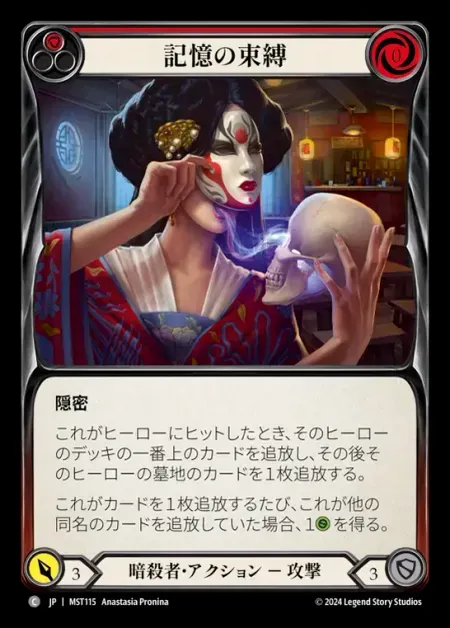 記憶の束縛
0
隠密
これがヒーローにヒットしたとき、そのヒーロー
のデッキの一番上のカードを追放し、その後そ
のヒーローの墓地のカードを1枚追放する。
これがカードを1枚追放するたび、これが他の
同名のカードを追放していた場合、1を得る。
3
暗殺者・アクション － 攻撃
3
C JP | MST115 Anastasia Pronina
© 2024 Legend Story Studios